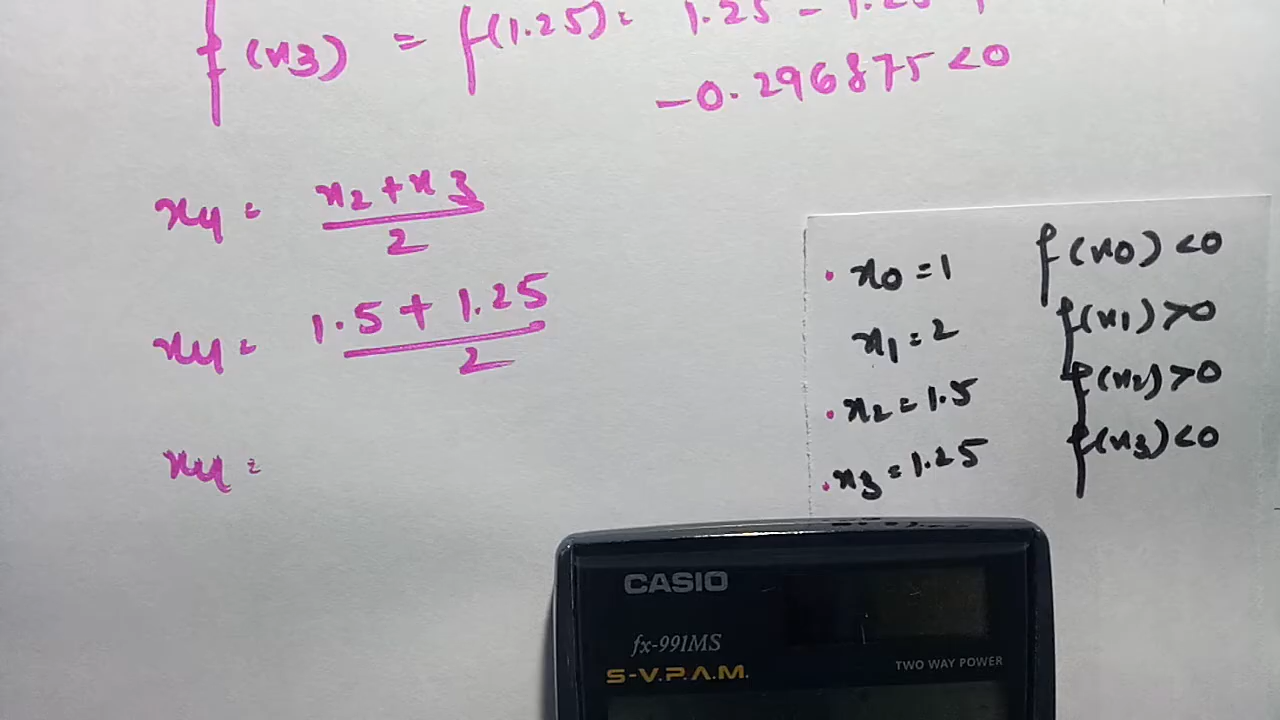 f(x3) = f(1.25) = 1.25 -
-0.296875 <0
x4 = x2 + x3 / 2
x4 = 1.5 + 1.25 / 2
x4 =
• x0 = 1 f(x0) <0
x1 = 2 f(x1) >0
• x2 = 1.5 f(x2) >0
• x3 = 1.25 f(x3) <0
CASIO
fx-991MS
S-V.P.A.M.
TWO WAY POWER